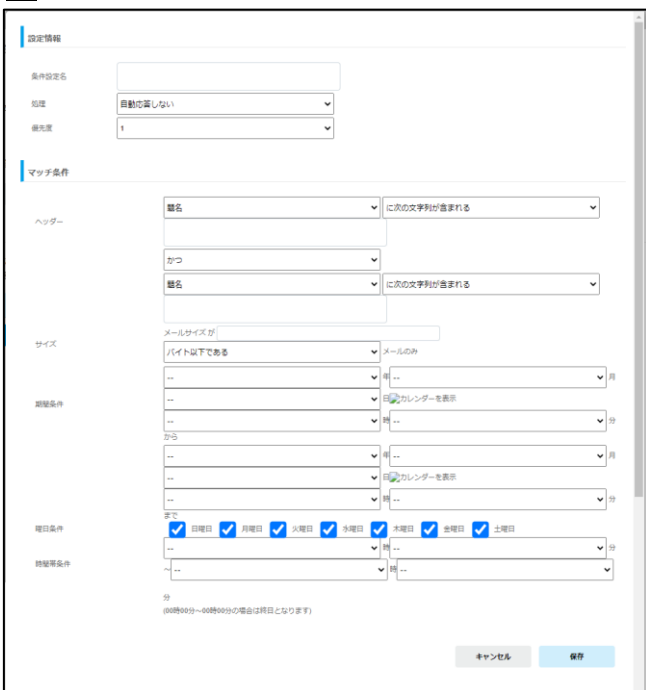 設定情報
条件設定名
処理 自動応答しない
優先度 1
マッチ条件
題名 に次の文字列が含まれる
ヘッダー
かつ
題名 に次の文字列が含まれる
メールサイズ が
サイズ
バイト以下である メールのみ
-- 年 -- 月
期間条件
-- 日 カレンダーを表示
-- 時 -- 分
から
-- 年 -- 月
-- 日 カレンダーを表示
-- 時 -- 分
まで
曜日条件 日曜日 月曜日 火曜日 水曜日 木曜日 金曜日 土曜日
-- 時 -- 分
時間帯条件
~ -- 時 --
分
(00時00分~00時00分の場合は終日となります)
キャンセル 保存